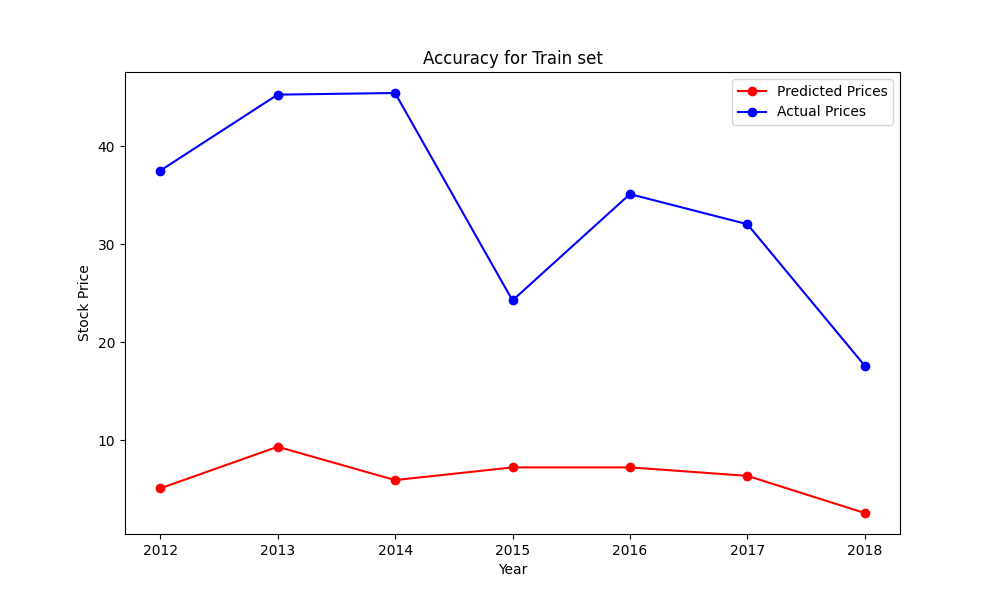 Accuracy for Train set
Predicted Prices
Actual Prices
40
30
20
10
Stock Price
2012 2013 2014 2015 2016 2017 2018
Year